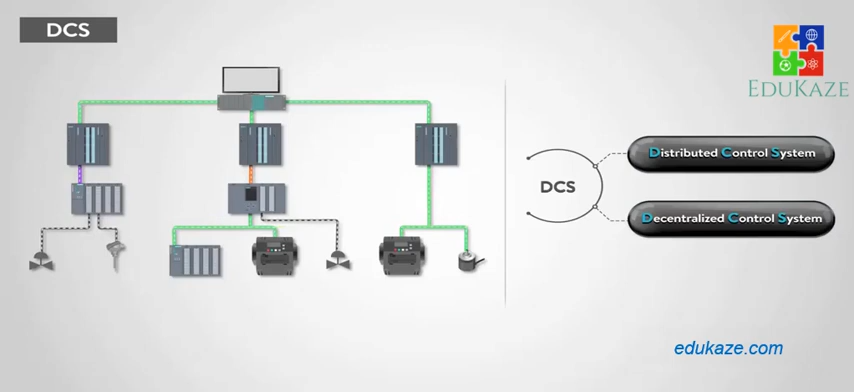 DCS
EDUKAZE
DCS
Distributed Control System
Decentralized Control System
edukaze.com